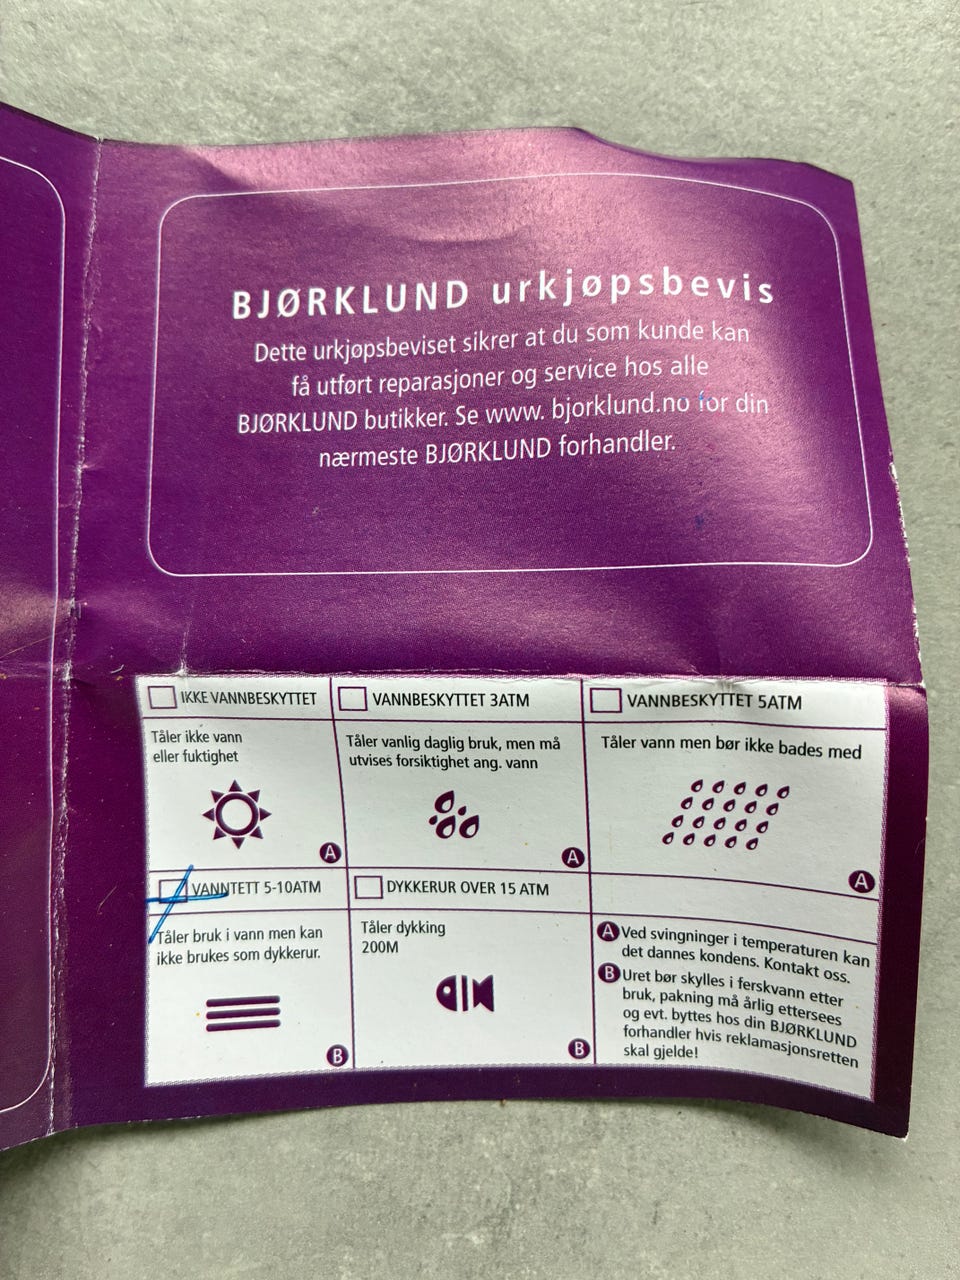 BJØRKLUND urkjøpsbevis
Dette urkjøpsbeviset sikrer at du som kunde kan
få utført reparasjoner og service hos alle
BJØRKLUND butikker. Se www. bjorklund.no for din
nærmeste BJØRKLUND forhandler.
IKKE VANNBESKYTTET
Tåler ikke vann
eller fuktighet
A
VANNBESKYTTET 3ATM
Tåler vanlig daglig bruk, men må
utvises forsiktighet ang. vann
A
VANNBESKYTTET 5ATM
Tåler vann men bør ikke bades med
A
VANNTETT 5-10ATM
Tåler bruk i vann men kan
ikke brukes som dykkerur.
B
DYKKERUR OVER 15 ATM
Tåler dykking
200M
B
A Ved svingninger i temperaturen kan
det dannes kondens. Kontakt oss.
B Uret bør skylles i ferskvann etter
bruk, pakning må årlig ettersees
og evt. byttes hos din BJØRKLUND
forhandler hvis reklamasjonsretten
skal gjelde!